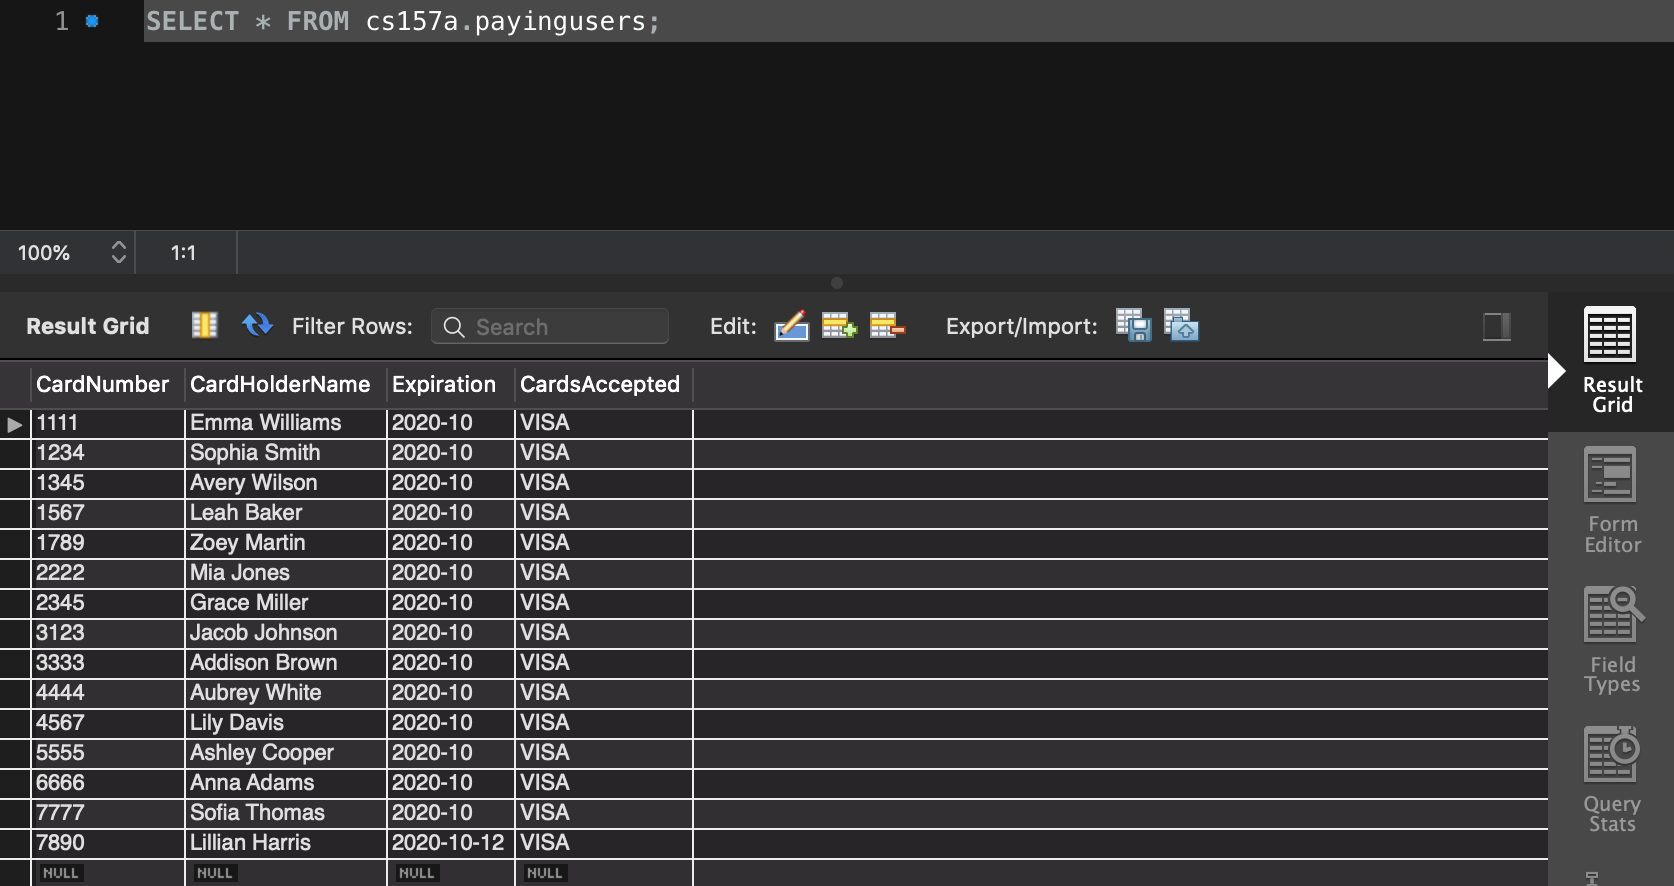 1 SELECT * FROM cs157a.payingusers;
100% 1:1
Result Grid Filter Rows: Search Edit: Export/Import:
CardNumber CardHolderName Expiration CardsAccepted
1111 Emma Williams 2020-10 VISA
1234 Sophia Smith 2020-10 VISA
1345 Avery Wilson 2020-10 VISA
1567 Leah Baker 2020-10 VISA
1789 Zoey Martin 2020-10 VISA
2222 Mia Jones 2020-10 VISA
2345 Grace Miller 2020-10 VISA
3123 Jacob Johnson 2020-10 VISA
3333 Addison Brown 2020-10 VISA
4444 Aubrey White 2020-10 VISA
4567 Lily Davis 2020-10 VISA
5555 Ashley Cooper 2020-10 VISA
6666 Anna Adams 2020-10 VISA
7777 Sofia Thomas 2020-10 VISA
7890 Lillian Harris 2020-10-12 VISA
NULL NULL NULL NULL
Result
Grid
Form
Editor
Field
Types
Query
Stats